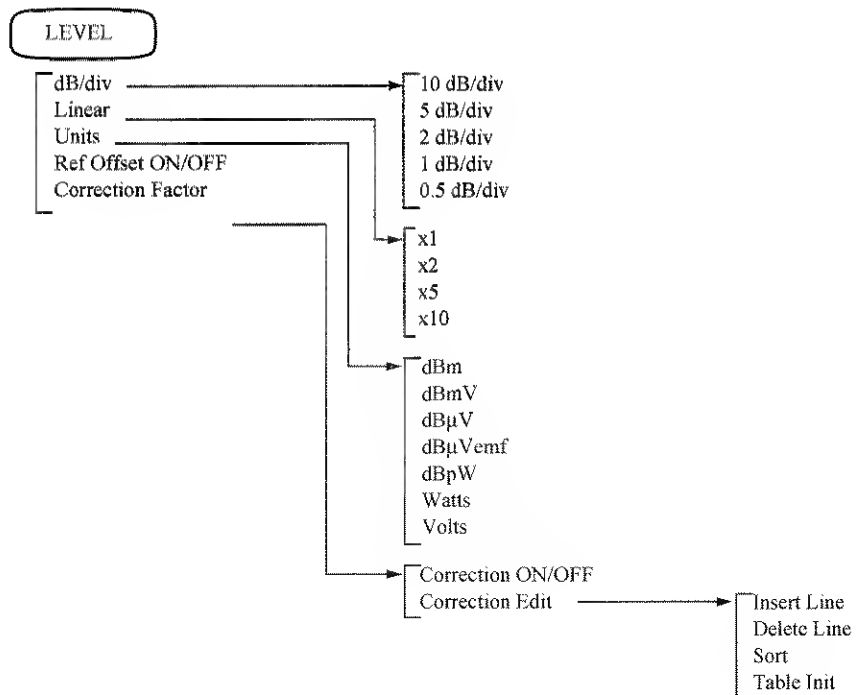 LEVEL
dB/div
Linear
Units
Ref Offset ON/OFF
Correction Factor
10 dB/div
5 dB/div
2 dB/div
1 dB/div
0.5 dB/div
x1
x2
x5
x10
dBm
dBmV
dBµV
dBµVemf
dBpW
Watts
Volts
Correction ON/OFF
Correction Edit
Insert Line
Delete Line
Sort
Table Init